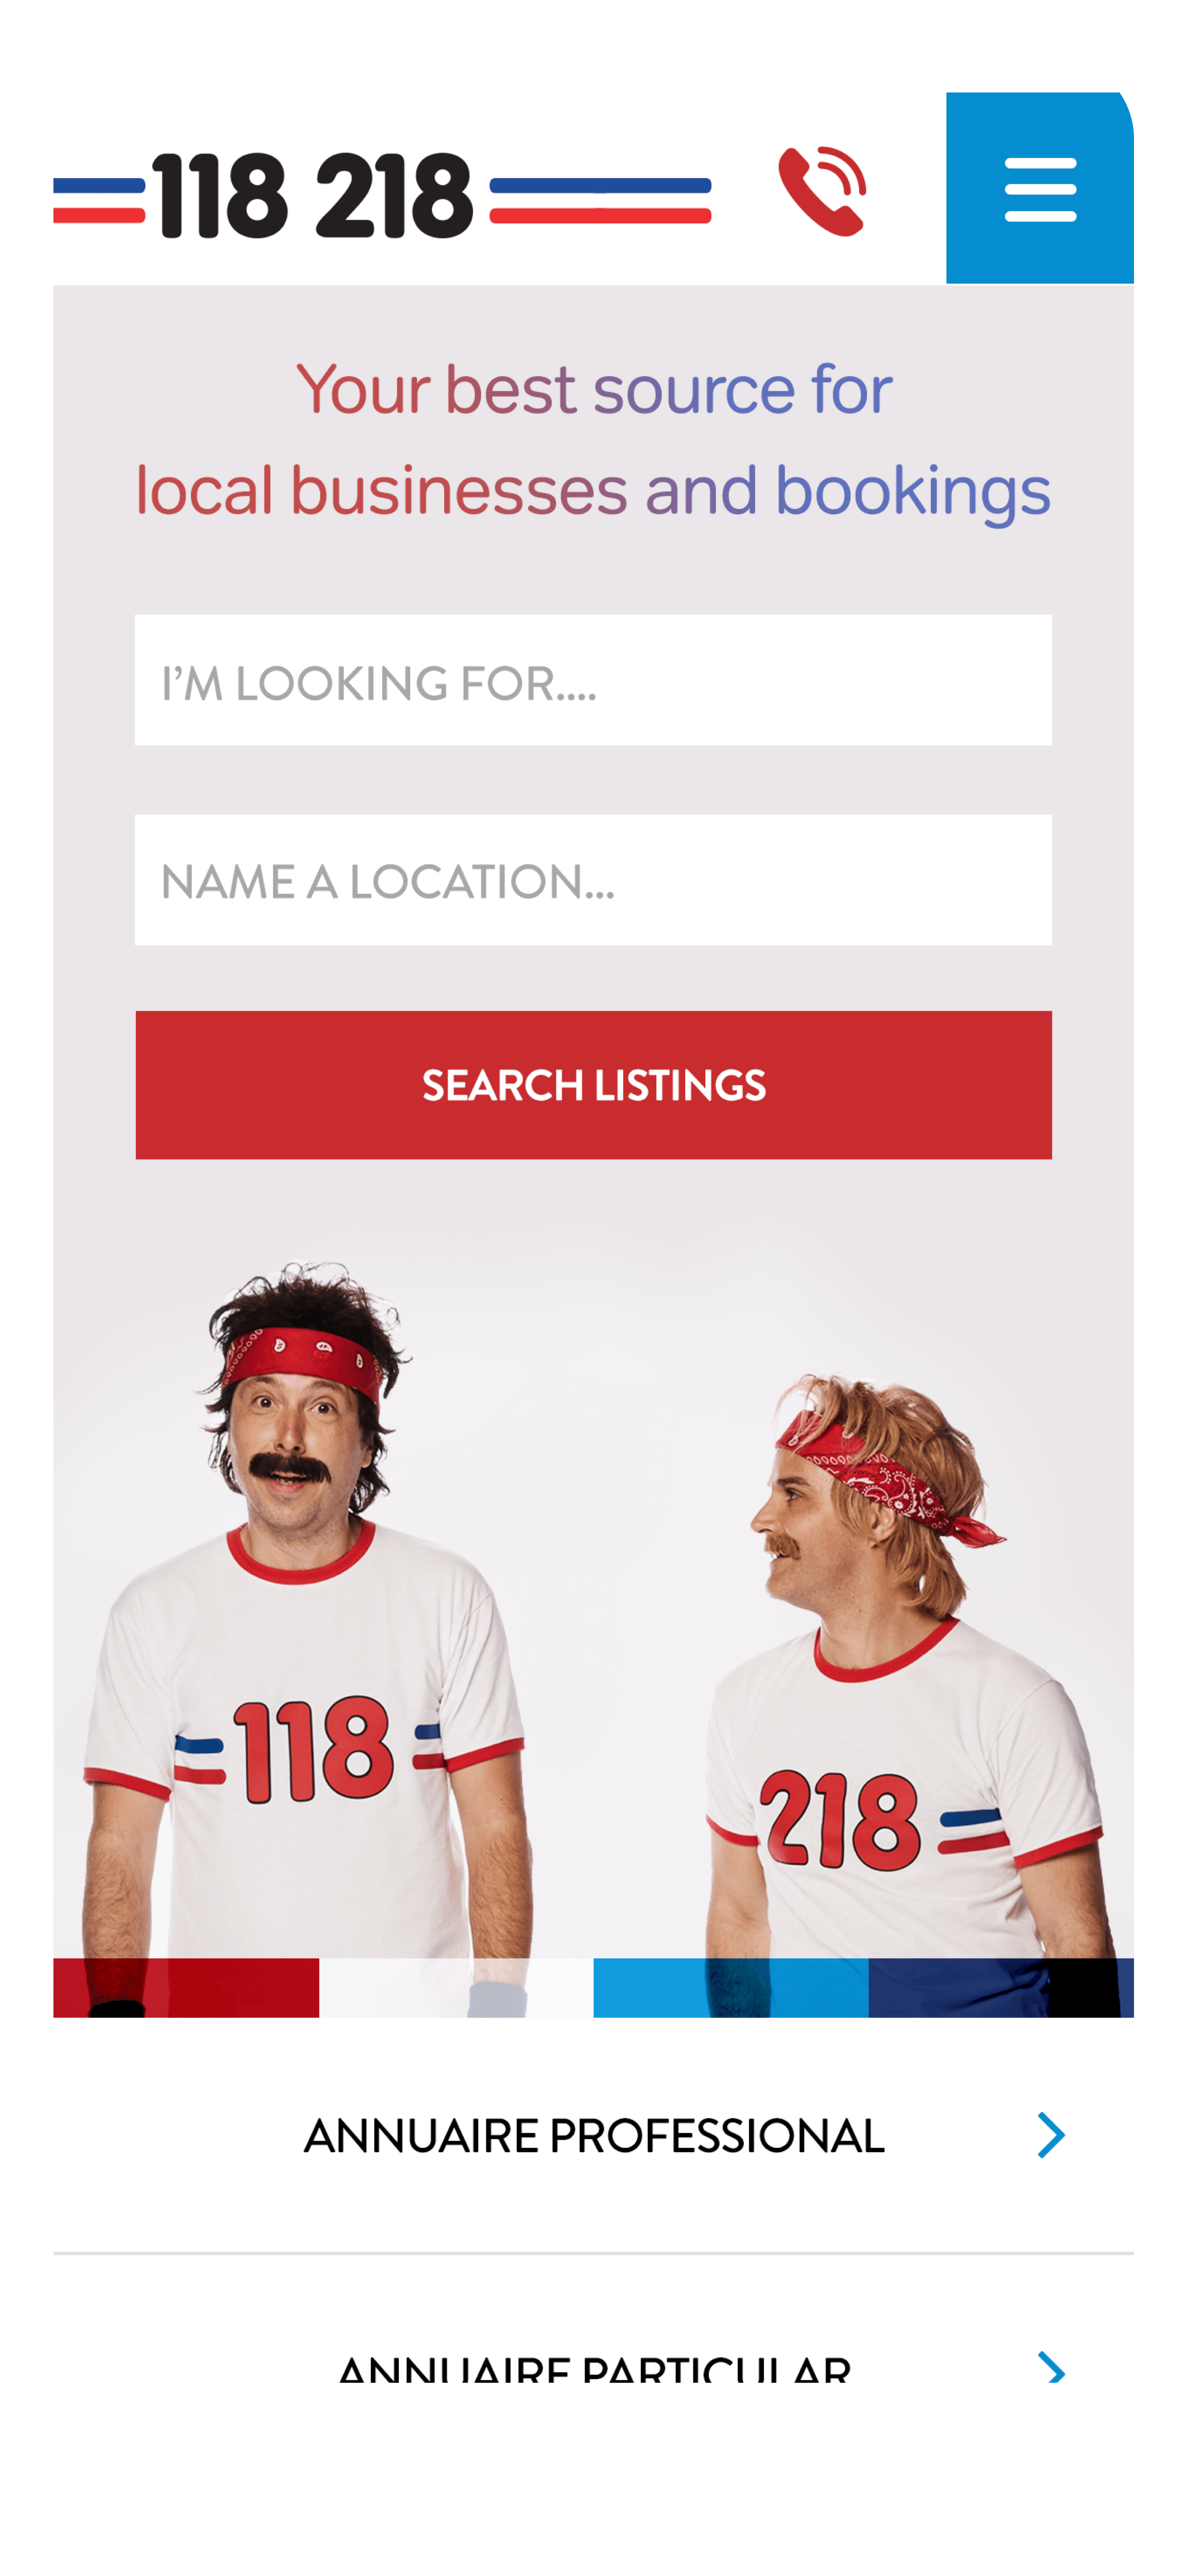 118 218
Your best source for
local businesses and bookings
I'M LOOKING FOR....
NAME A LOCATION...
SEARCH LISTINGS
118
218
ANNUAIRE PROFESSIONAL
ANNUAIRE PARTICULAR